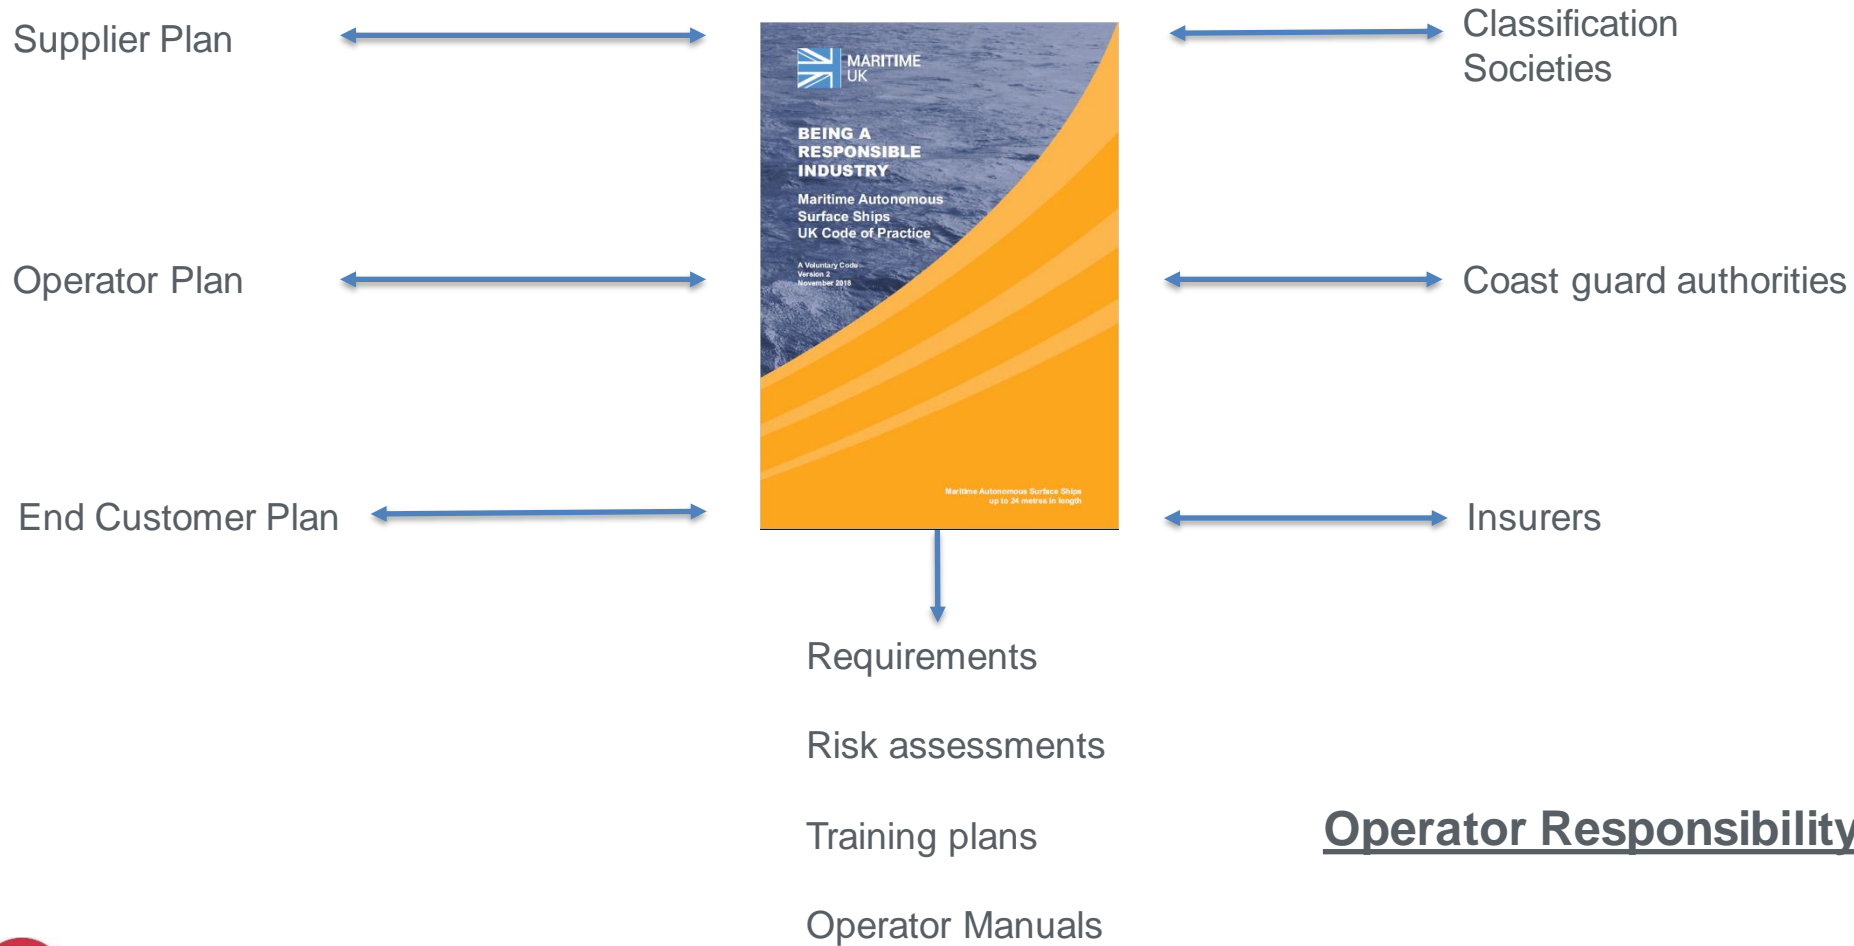 Supplier Plan
Operator Plan
End Customer Plan
MARITIME
UK
BEING A
RESPONSIBLE
INDUSTRY
Maritime Autonomous
Surface Ships
UK Code of Practice
A Voluntary Code
Version 2
November 2018
Maritime Autonomous Surface Ships
up to 24 metres in length
Classification
Societies
Coast guard authorities
Insurers
Requirements
Risk assessments
Training plans
Operator Manuals
Operator Responsibility